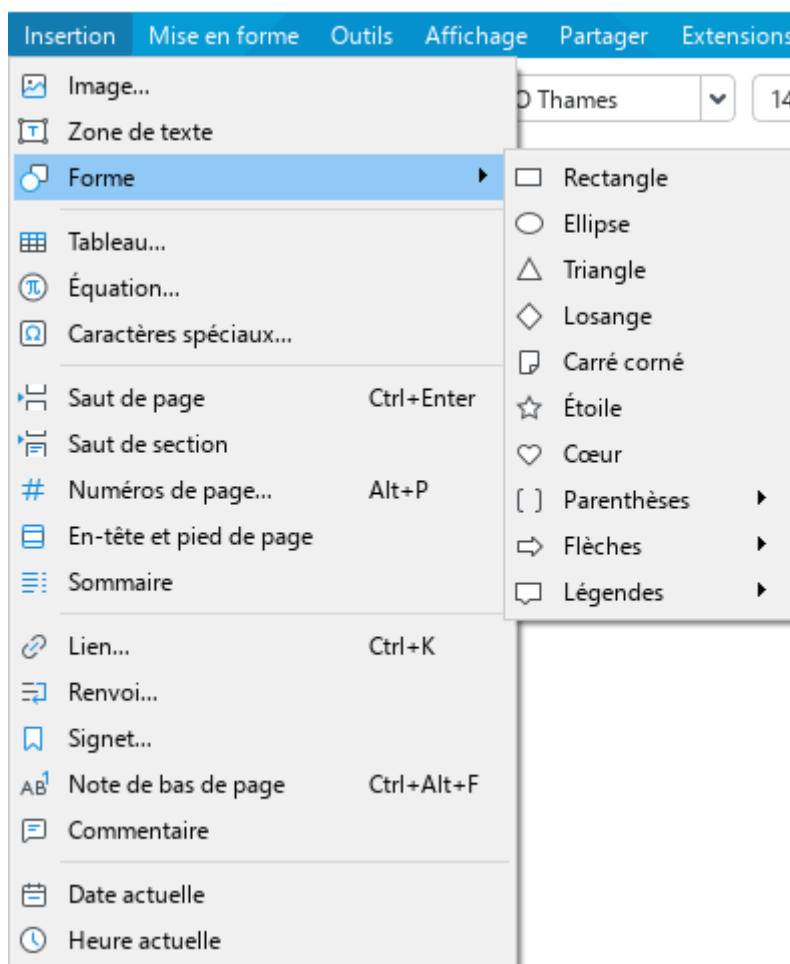 Insertion Mise en forme Outils Affichage Partager Extensions
Image...
O Thames 14
Zone de texte
Forme
Tableau...
Équation...
Caractères spéciaux...
Saut de page Ctrl+Enter
Saut de section
Numéros de page... Alt+P
En-tête et pied de page
Sommaire
Lien... Ctrl+K
Renvoi...
Signet...
Note de bas de page Ctrl+Alt+F
Commentaire
Date actuelle
Heure actuelle
Rectangle
Ellipse
Triangle
Losange
Carré corné
Étoile
Cœur
Parenthèses
Flèches
Légendes